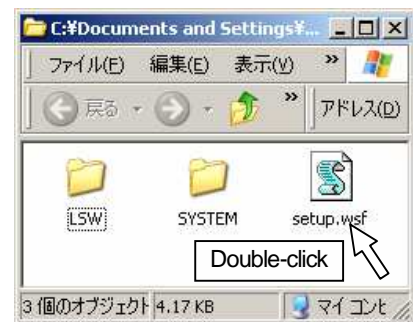 C:¥Documents and Settings¥...
ファイル(F) 編集(E) 表示(V) »
戻る » アドレス(D)
LSW SYSTEM setup.wsf
Double-click
3 個のオブジェクト 4.17 KB マイ コンピ